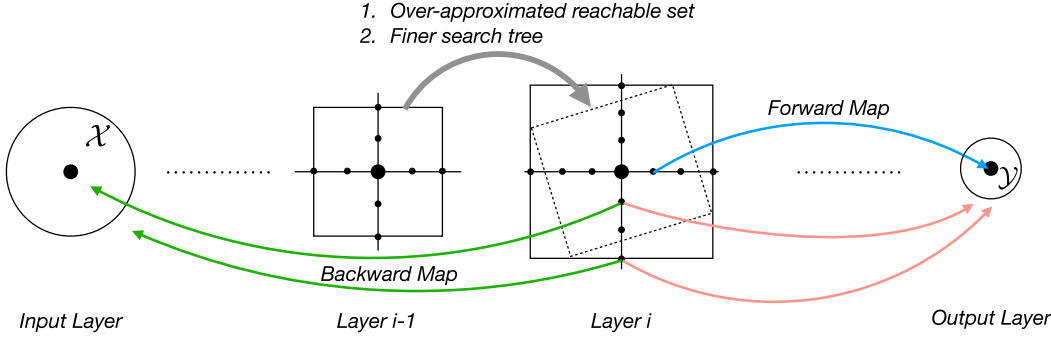 1. Over-approximated reachable set
2. Finer search tree
Forward Map
𝒳
𝒴
Backward Map
Input Layer
Layer i-1
Layer i
Output Layer